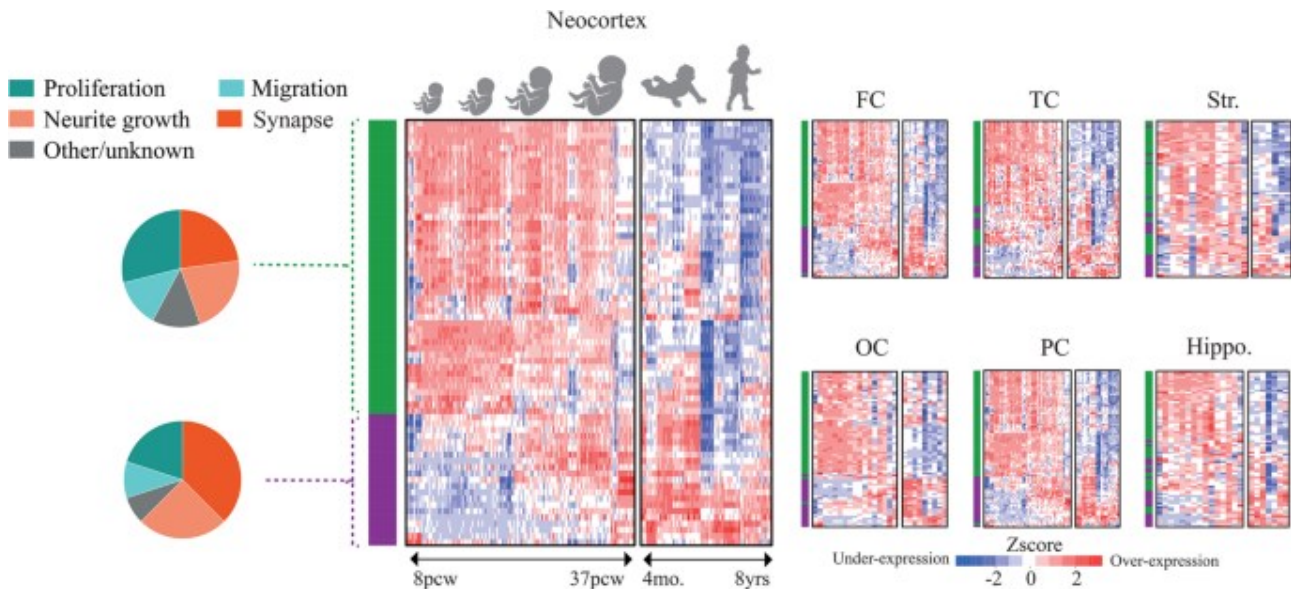 Neocortex
Proliferation
Migration
Neurite growth
Synapse
Other/unknown
FC
TC
Str.
OC
PC
Hippo.
8pcw
37pcw
4mo.
8yrs
Zscore
Under-expression
Over-expression
-2
0
2